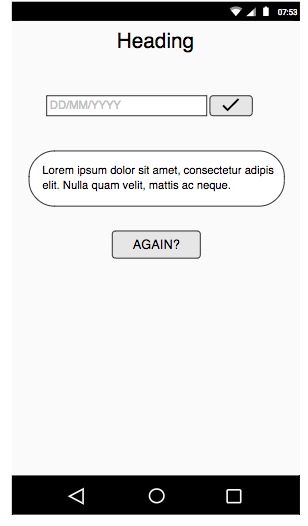 07:53
Heading
DD/MM/YYYY
Lorem ipsum dolor sit amet, consectetur adipis
elit. Nulla quam velit, mattis ac neque.
AGAIN?